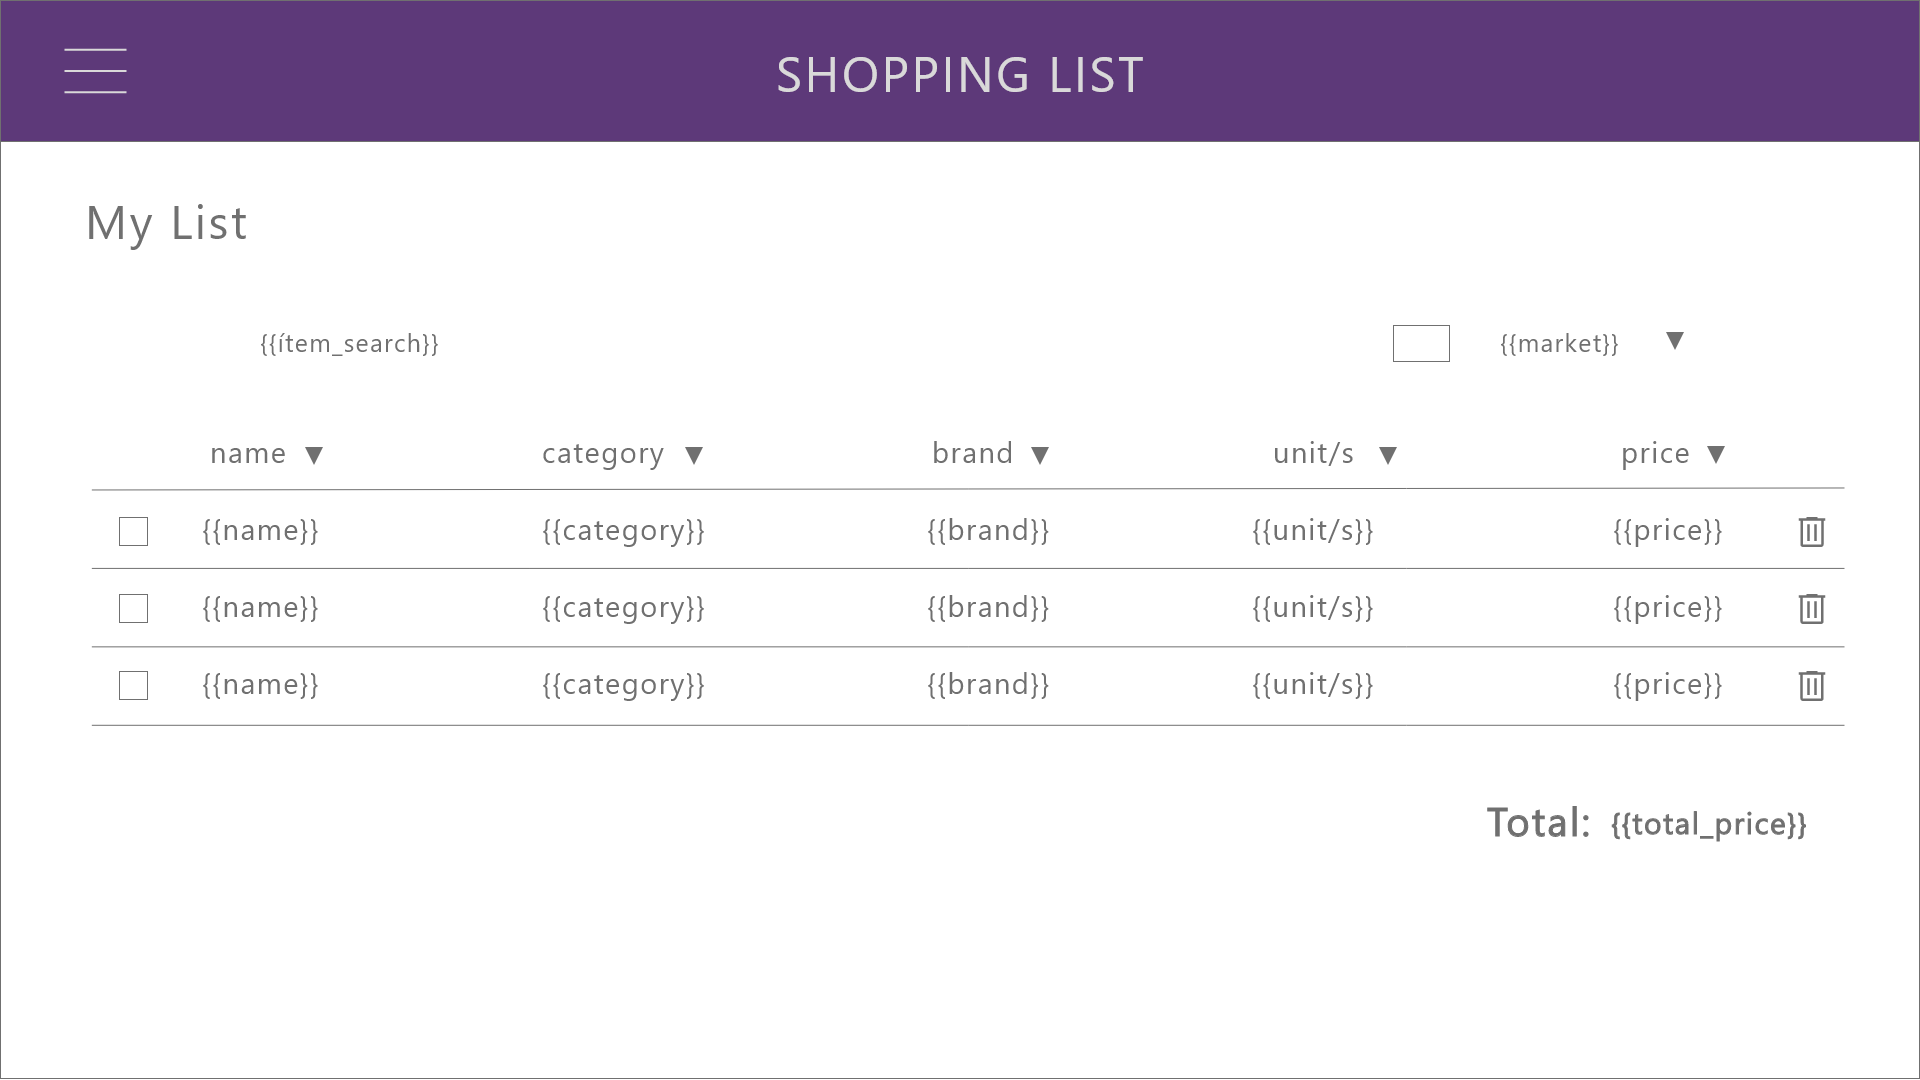 SHOPPING LIST
My List
{{ítem_search}} {{market}} ▼
name ▼ category ▼ brand ▼ unit/s ▼ price ▼
{{name}} {{category}} {{brand}} {{unit/s}} {{price}}
{{name}} {{category}} {{brand}} {{unit/s}} {{price}}
{{name}} {{category}} {{brand}} {{unit/s}} {{price}}
Total: {{total_price}}